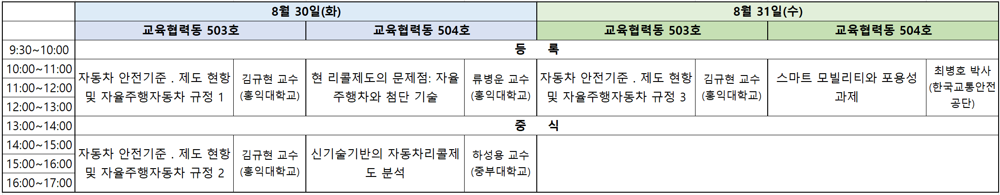 8월 30일(화)
8월 31일(수)
교육협력동 503호
교육협력동 504호
교육협력동 503호
교육협력동 504호
9:30~10:00
등 록
10:00~11:00
11:00~12:00
12:00~13:00
자동차 안전기준 . 제도 현항
및 자율주행자동차 규정 1
김규현 교수
(홍익대학교)
현 리콜제도의 문제점: 자율
주행차와 첨단 기술
류병운 교수
(홍익대학교)
자동차 안전기준 . 제도 현항
및 자율주행자동차 규정 3
김규현 교수
(홍익대학교)
스마트 모빌리티와 포용성
과제
최병호 박사
(한국교통안전
공단)
13:00~14:00
중 식
14:00~15:00
15:00~16:00
16:00~17:00
자동차 안전기준 . 제도 현항
및 자율주행자동차 규정 2
김규현 교수
(홍익대학교)
신기술기반의 자동차리콜제
도 분석
하성용 교수
(중부대학교)